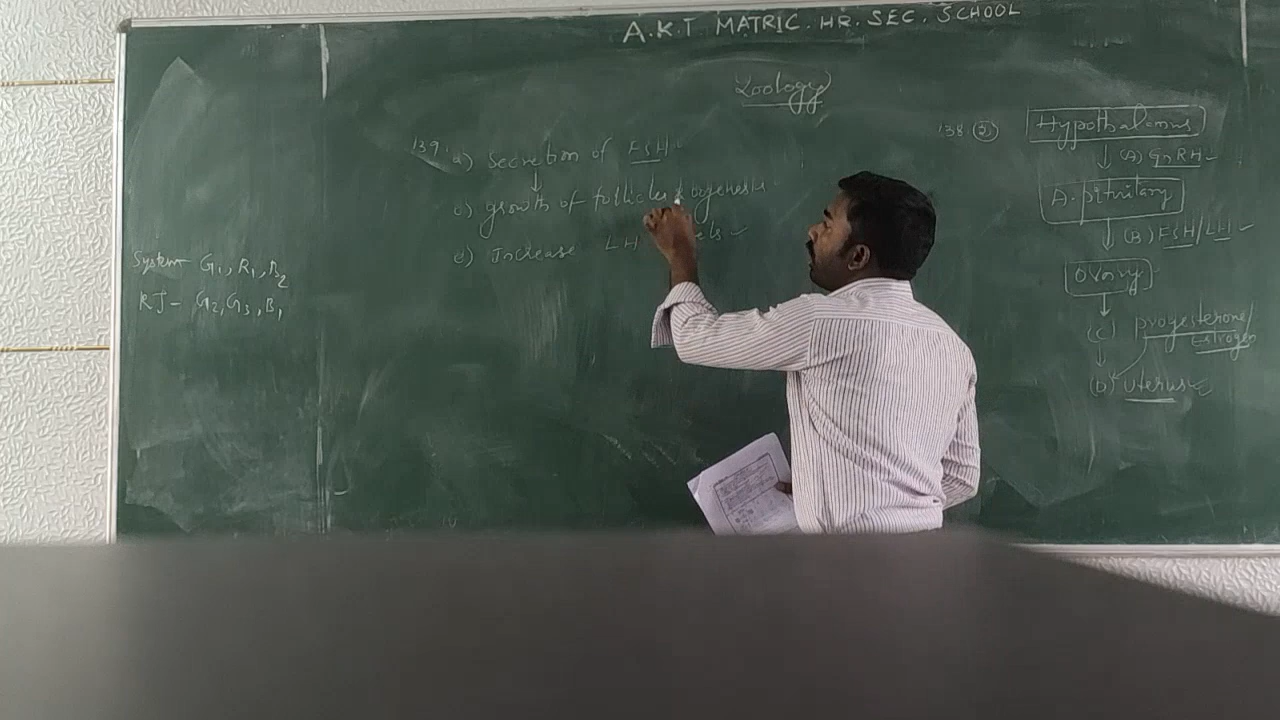 A.K.T MATRIC. HR. SEC. SCHOOL
Zoology
139. a) Secretion of FSH
↓
c) growth of follicles & oogenesis
d) Increase LH levels
System G1, R1, B2
RJ - G2, G3, B1
138 (2) Hypothalamus
↓ (A) GnRH
A. pituitary
↓ (B) FSH/LH
Ovary
↓
(C) progesterone/
Estrogen
↓
(D) uterus